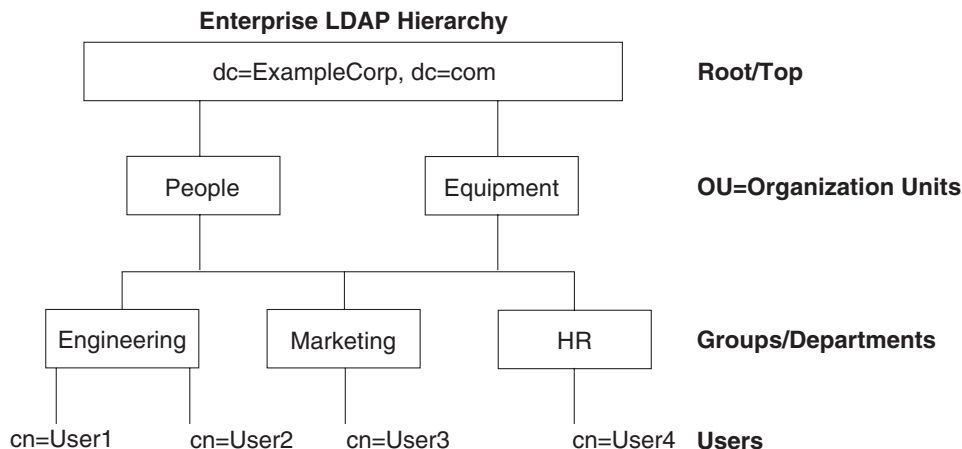 Enterprise LDAP Hierarchy
dc=ExampleCorp, dc=com
Root/Top
People
Equipment
OU=Organization Units
Engineering
Marketing
HR
Groups/Departments
cn=User1
cn=User2
cn=User3
cn=User4
Users